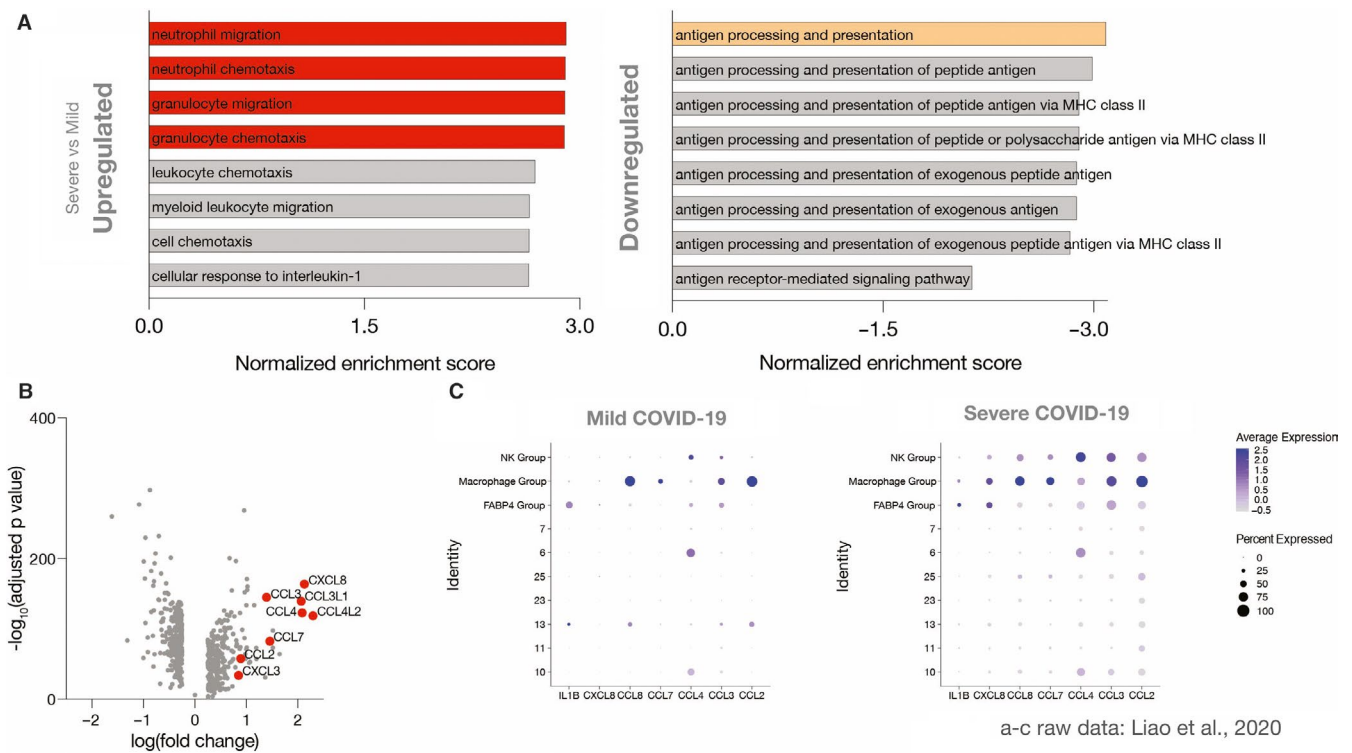 A
Severe vs Mild
Upregulated
neutrophil migration
neutrophil chemotaxis
granulocyte migration
granulocyte chemotaxis
leukocyte chemotaxis
myeloid leukocyte migration
cell chemotaxis
cellular response to interleukin-1
0.0 1.5 3.0
Normalized enrichment score
Downregulated
antigen processing and presentation
antigen processing and presentation of peptide antigen
antigen processing and presentation of peptide antigen via MHC class II
antigen processing and presentation of peptide or polysaccharide antigen via MHC class II
antigen processing and presentation of exogenous peptide antigen
antigen processing and presentation of exogenous antigen
antigen processing and presentation of exogenous peptide antigen via MHC class II
antigen receptor-mediated signaling pathway
0.0 −1.5 −3.0
Normalized enrichment score
B
-log10(adjusted p value)
400
200
0
CXCL8
CCL3
CCL3L1
CCL4
CCL4L2
CCL7
CCL2
CXCL3
−2 −1 0 1 2
log(fold change)
C
Mild COVID-19
Identity
NK Group
Macrophage Group
FABP4 Group
7
6
25
23
13
11
10
IL1B CXCL8 CCL8 CCL7 CCL4 CCL3 CCL2
Severe COVID-19
Identity
NK Group
Macrophage Group
FABP4 Group
7
6
25
23
13
11
10
IL1B CXCL8 CCL8 CCL7 CCL4 CCL3 CCL2
Average Expression
2.5
2.0
1.5
1.0
0.5
0.0
−0.5
Percent Expressed
0
25
50
75
100
a-c raw data: Liao et al., 2020